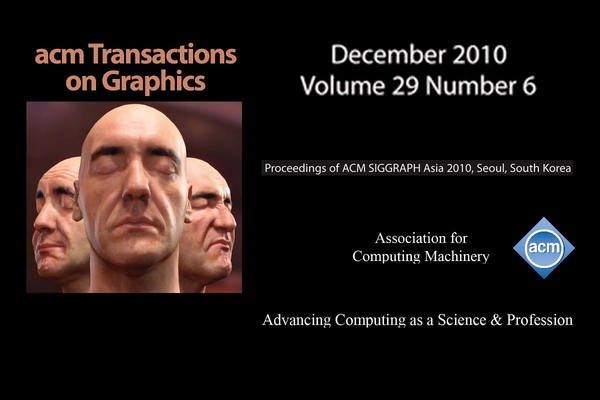 acm Transactions
on Graphics
December 2010
Volume 29 Number 6
Proceedings of ACM SIGGRAPH Asia 2010, Seoul, South Korea
Association for
Computing Machinery
acm
Advancing Computing as a Science & Profession